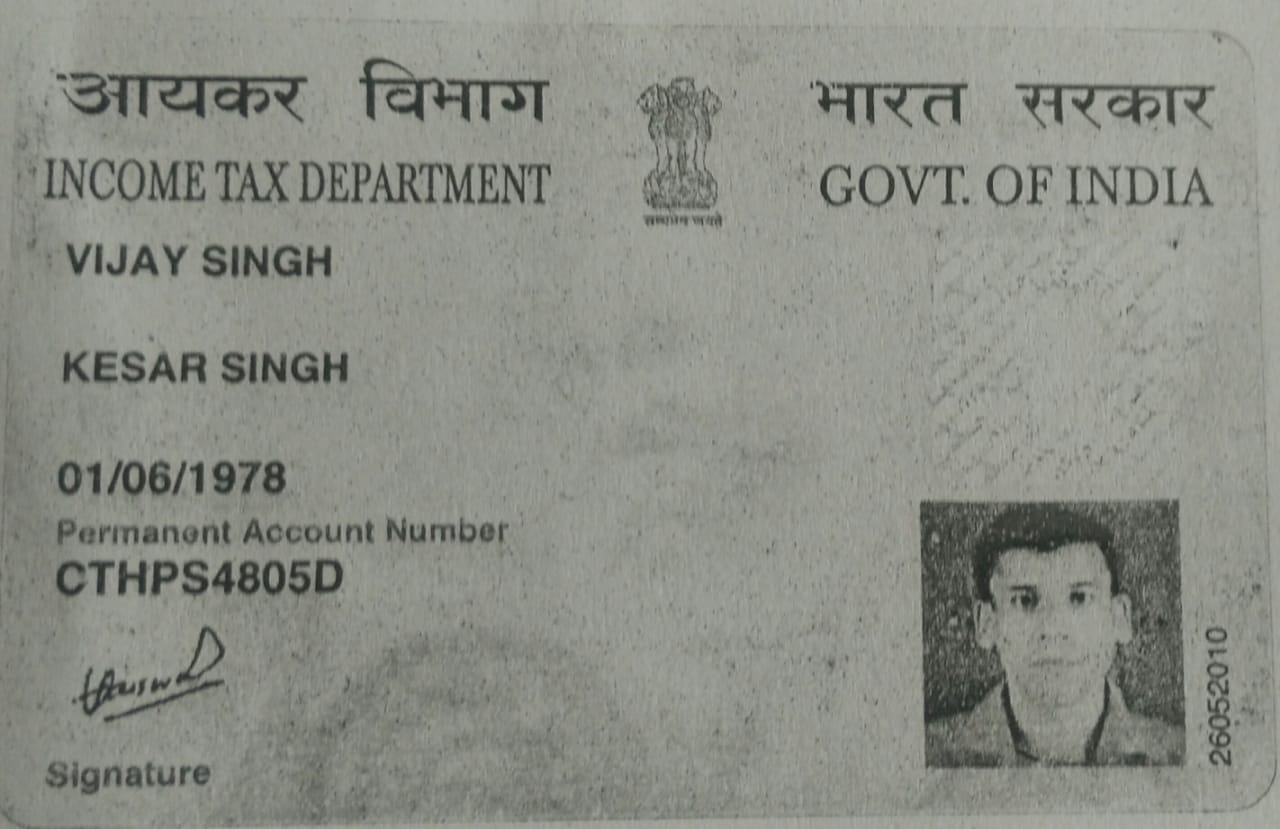 आयकर विभाग
भारत सरकार
INCOME TAX DEPARTMENT
GOVT. OF INDIA
सत्यमेव जयते
VIJAY SINGH
KESAR SINGH
01/06/1978
Permanent Account Number
CTHPS4805D
Signature
26052010